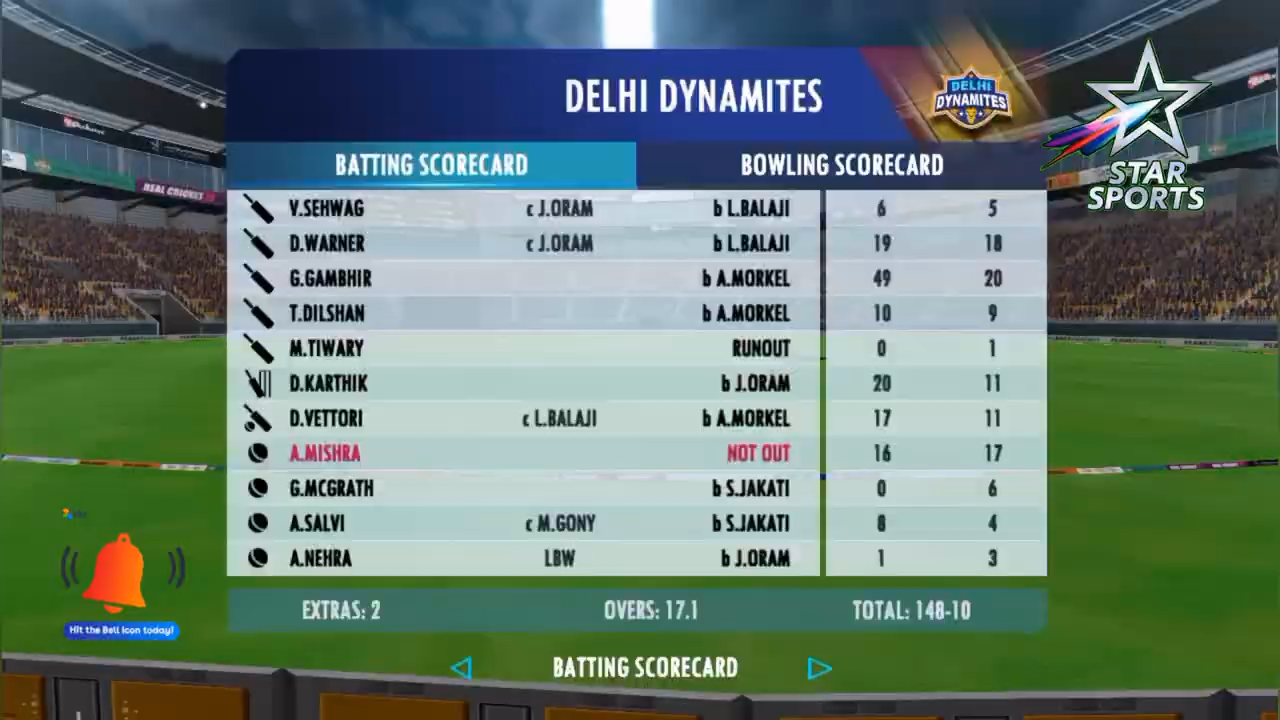 DELHI DYNAMITES
DELHI
DYNAMITES
STAR
SPORTS
BATTING SCORECARD BOWLING SCORECARD
V.SEHWAG c J.ORAM b L.BALAJI 6 5
D.WARNER c J.ORAM b L.BALAJI 19 18
G.GAMBHIR b A.MORKEL 49 20
T.DILSHAN b A.MORKEL 10 9
M.TIWARY RUNOUT 0 1
D.KARTHIK b J.ORAM 20 11
D.VETTORI c L.BALAJI b A.MORKEL 17 11
A.MISHRA NOT OUT 16 17
G.MCGRATH b S.JAKATI 0 6
A.SALVI c M.GONY b S.JAKATI 8 4
A.NEHRA LBW b J.ORAM 1 3
EXTRAS: 2 OVERS: 17.1 TOTAL: 148-10
BATTING SCORECARD
REAL CRICKET
Hit the Bell Icon today!